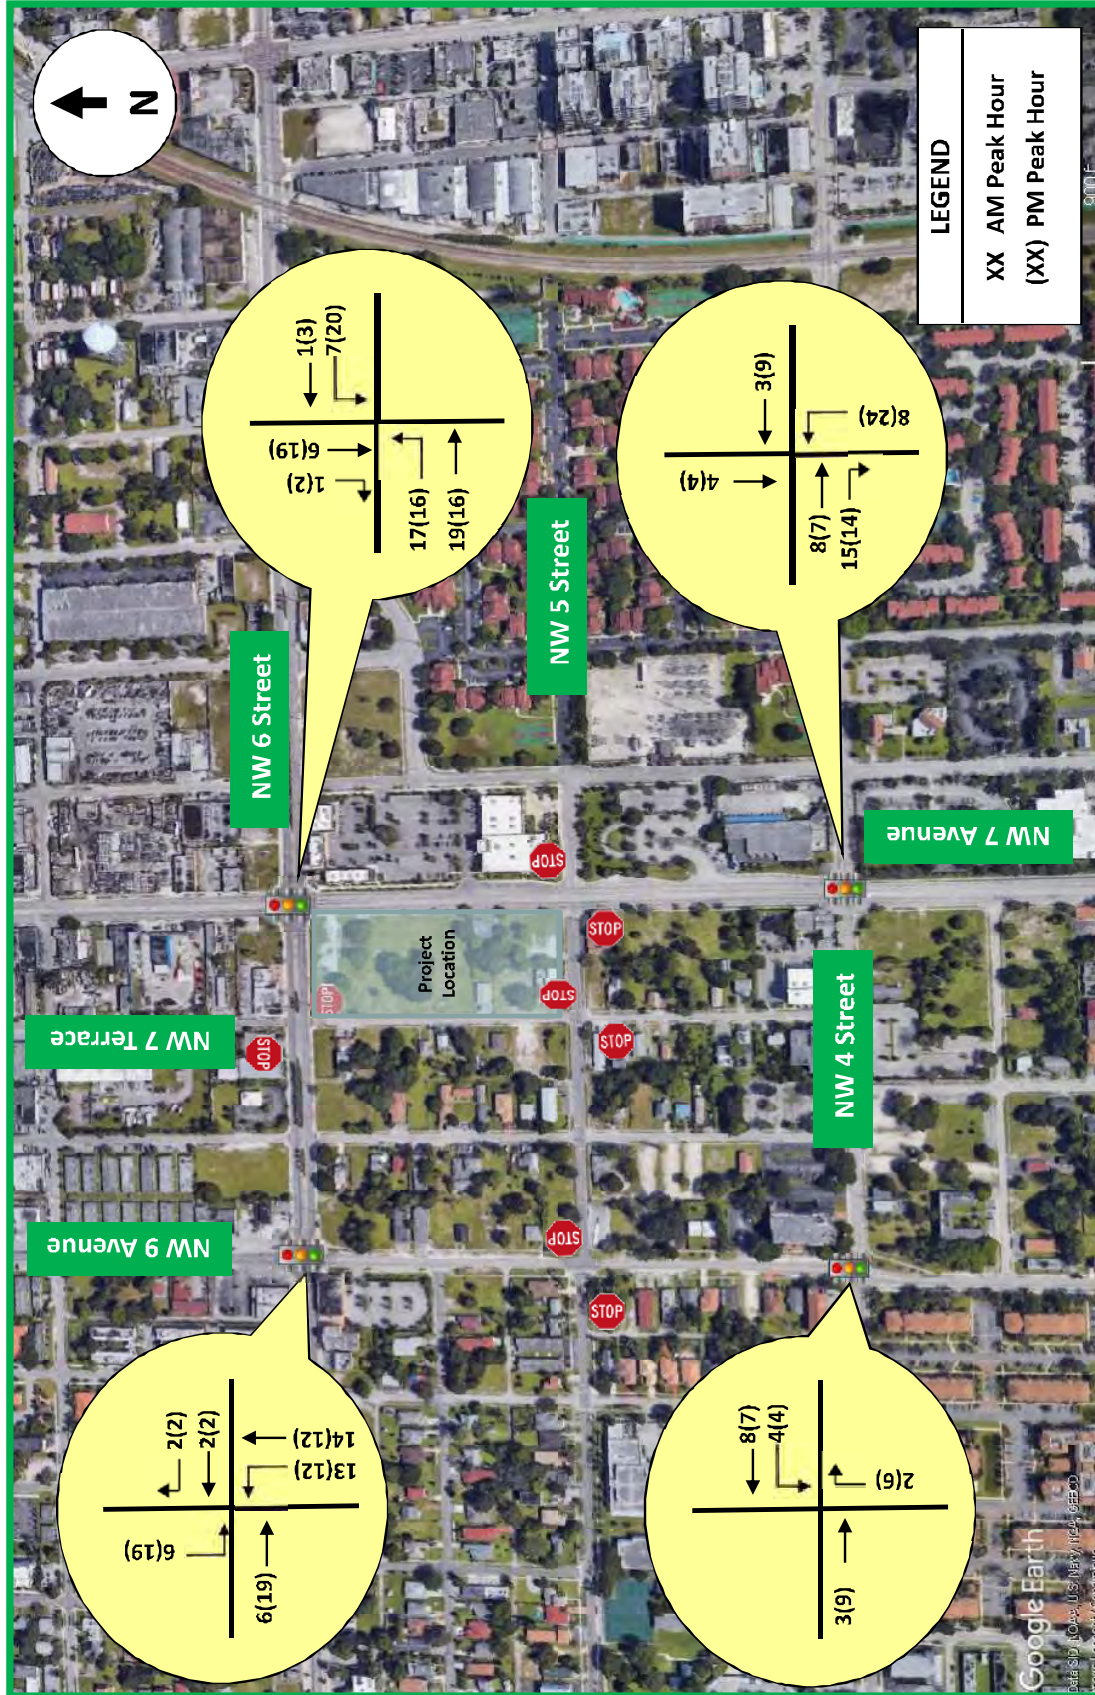 N
LEGEND
XX AM Peak Hour
(XX) PM Peak Hour
NW 6 Street
NW 5 Street
NW 4 Street
NW 7 Avenue
NW 7 Terrace
NW 9 Avenue
Project
Location
STOP
STOP
STOP
STOP
STOP
STOP
STOP
STOP
1(3)
7(20)
6(19)
1(2)
17(16)
19(16)
3(9)
4(4)
8(24)
8(7)
15(14)
2(2)
2(2)
6(19)
14(12)
13(12)
6(19)
8(7)
4(4)
2(6)
3(9)
Google Earth